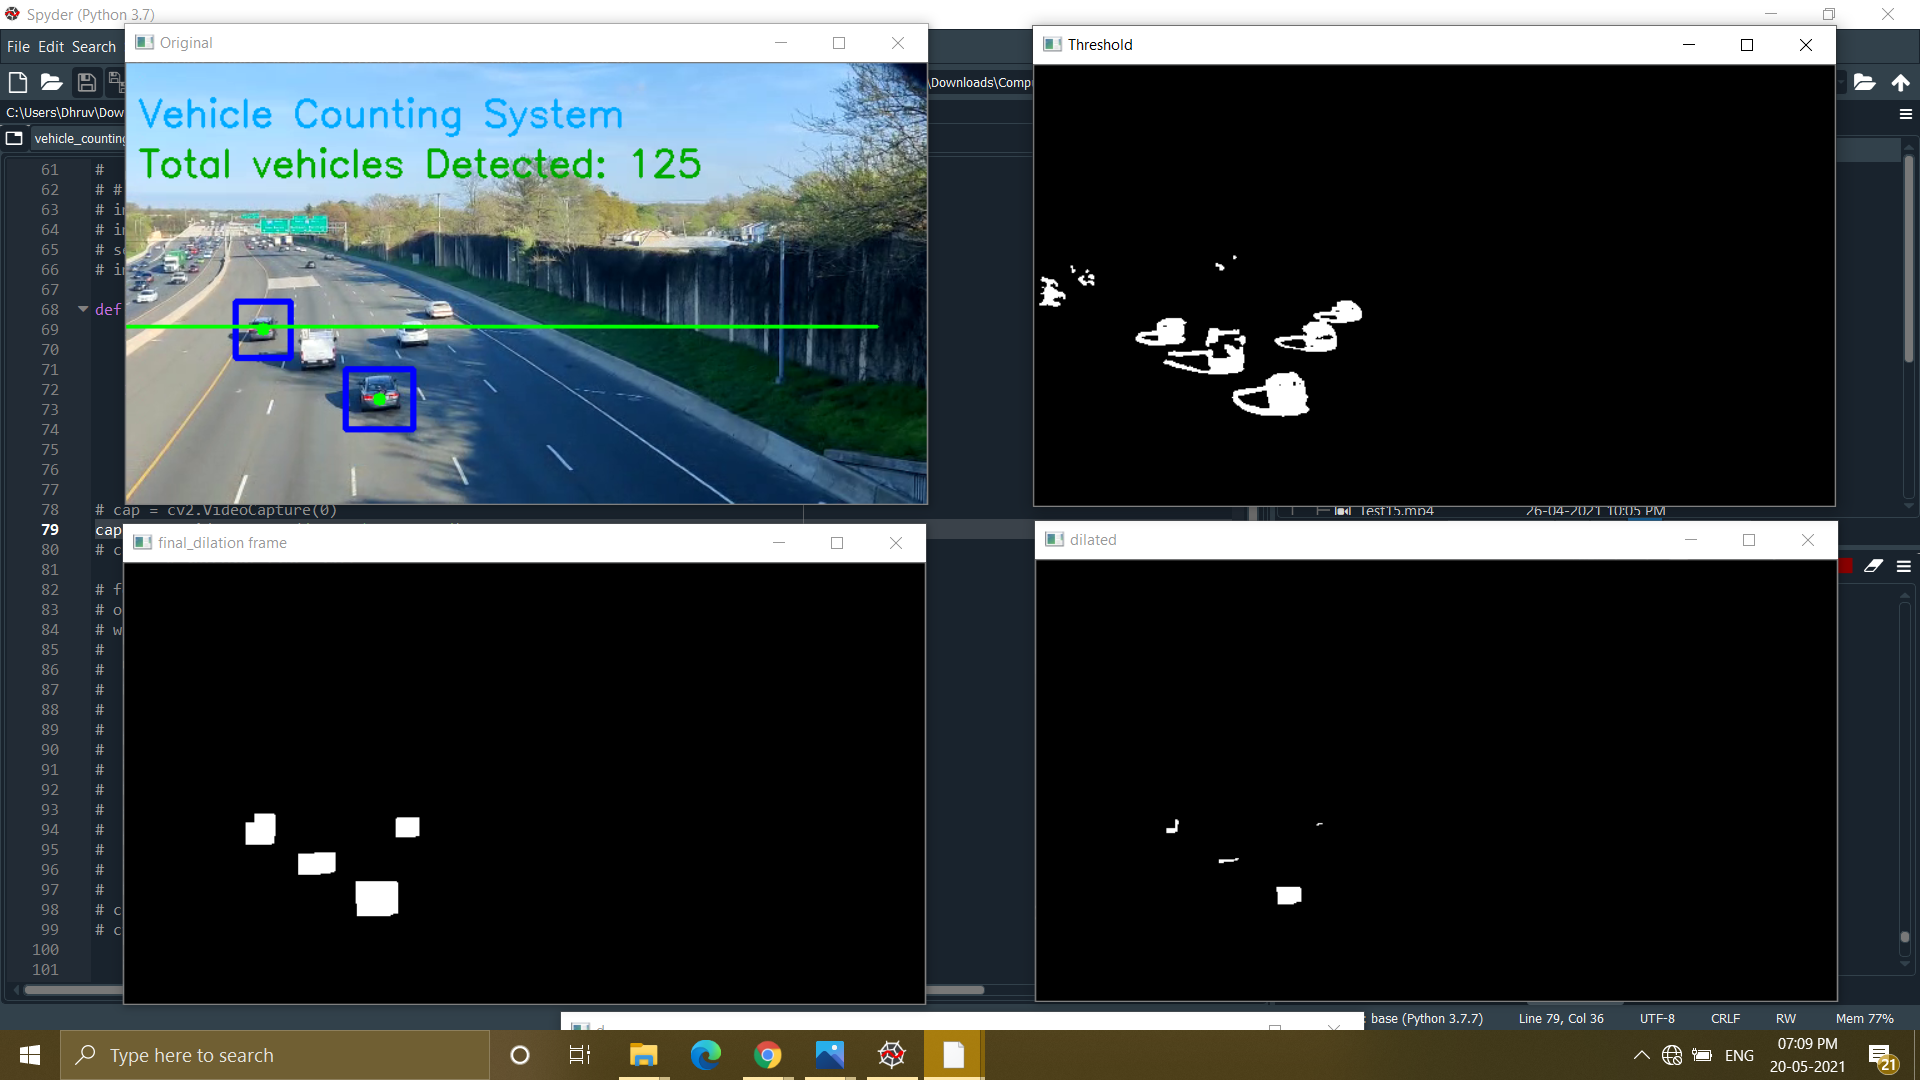 Spyder (Python 3.7)
File Edit Search
C:\Users\Dhruv\Dow
\Downloads\Comp
vehicle_counting
Original
Vehicle Counting System
Total vehicles Detected: 125
Threshold
61 #
62 # #
63 # i
64 # i
65 # s
66 # i
67
68 def
69
70
71
72
73
74
75
76
77
78 # cap = cv2.VideoCapture(0)
79 cap
80 # c
81
82 # f
83 # o
84 # w
85 #
86 #
87 #
88 #
89 #
90 #
91 #
92 #
93 #
94 #
95 #
96 #
97 #
98 # c
99 # c
100
101
Test15.mp4 26-04-2021 10:05 PM
final_dilation frame
dilated
d
: base (Python 3.7.7) Line 79, Col 36 UTF-8 CRLF RW Mem 77%
Type here to search
ENG
07:09 PM
20-05-2021
21